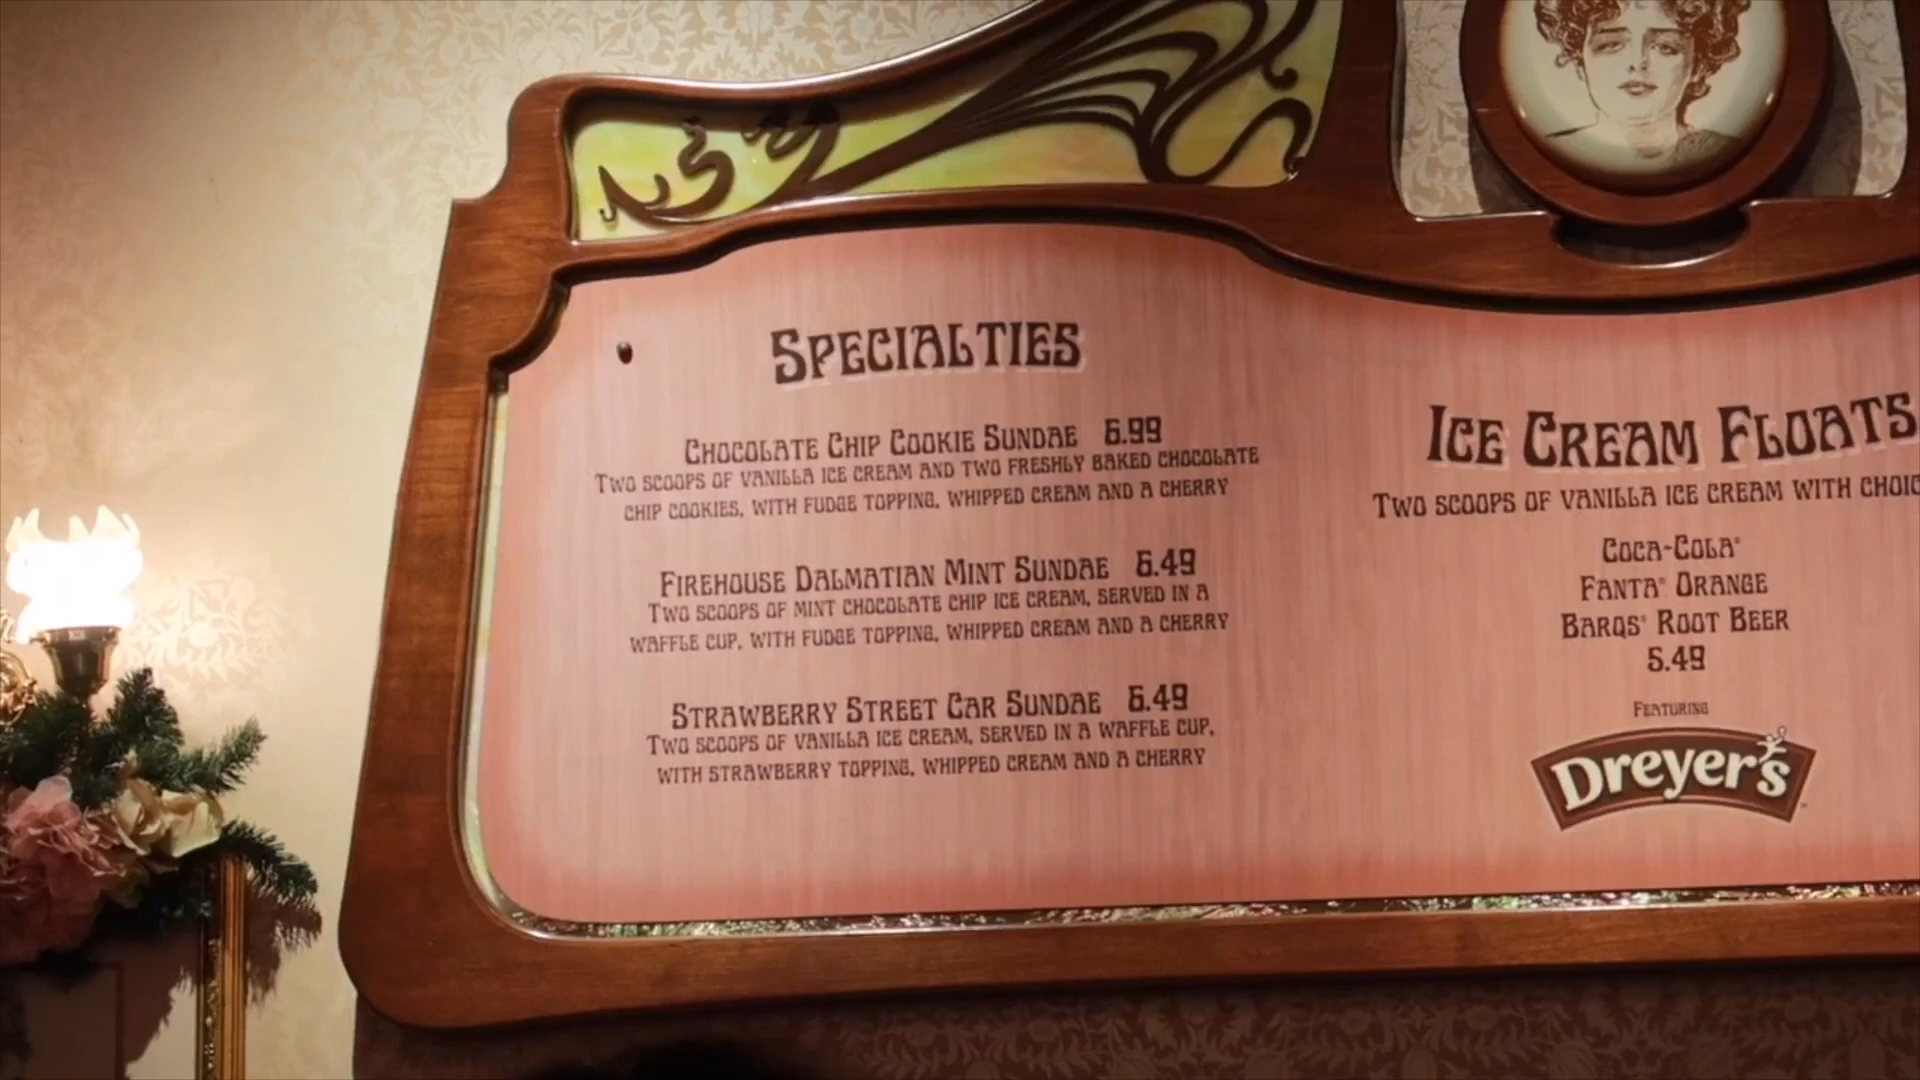 Specialties
Chocolate Chip Cookie Sundae 6.99
Two scoops of vanilla ice cream and two freshly baked chocolate
chip cookies, with fudge topping, whipped cream and a cherry
Firehouse Dalmatian Mint Sundae 6.49
Two scoops of mint chocolate chip ice cream, served in a
waffle cup, with fudge topping, whipped cream and a cherry
Strawberry Street Car Sundae 6.49
Two scoops of vanilla ice cream, served in a waffle cup,
with strawberry topping, whipped cream and a cherry
Ice Cream Floats
Two scoops of vanilla ice cream with
Coca-Cola®
Fanta® Orange
Barqs® Root Beer
5.49
Featuring
Dreyer's